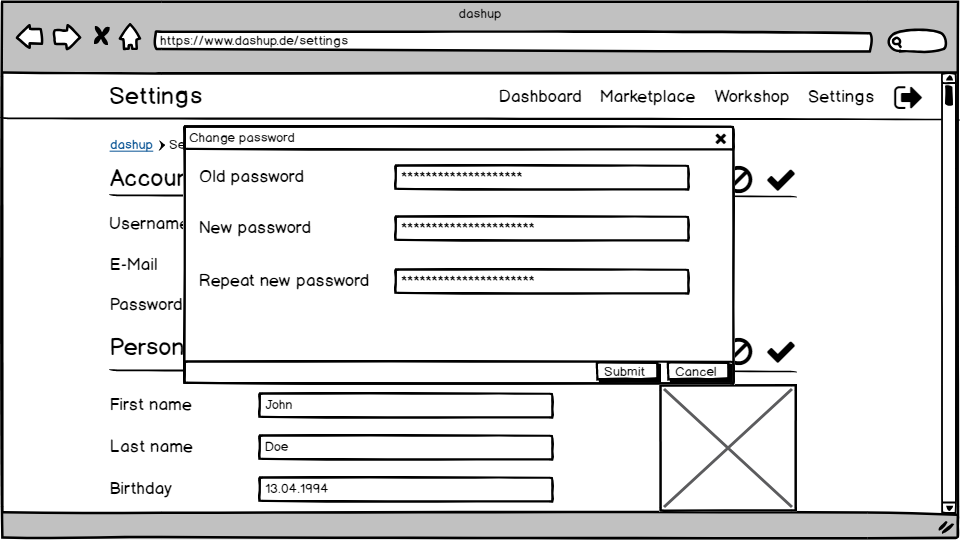 dashup
https://www.dashup.de/settings
Settings Dashboard Marketplace Workshop Settings
dashup Se
Change password
Accour
Old password ********************
Username
New password **********************
E-Mail
Repeat new password **********************
Password
Person
Submit Cancel
First name John
Last name Doe
Birthday 13.04.1994